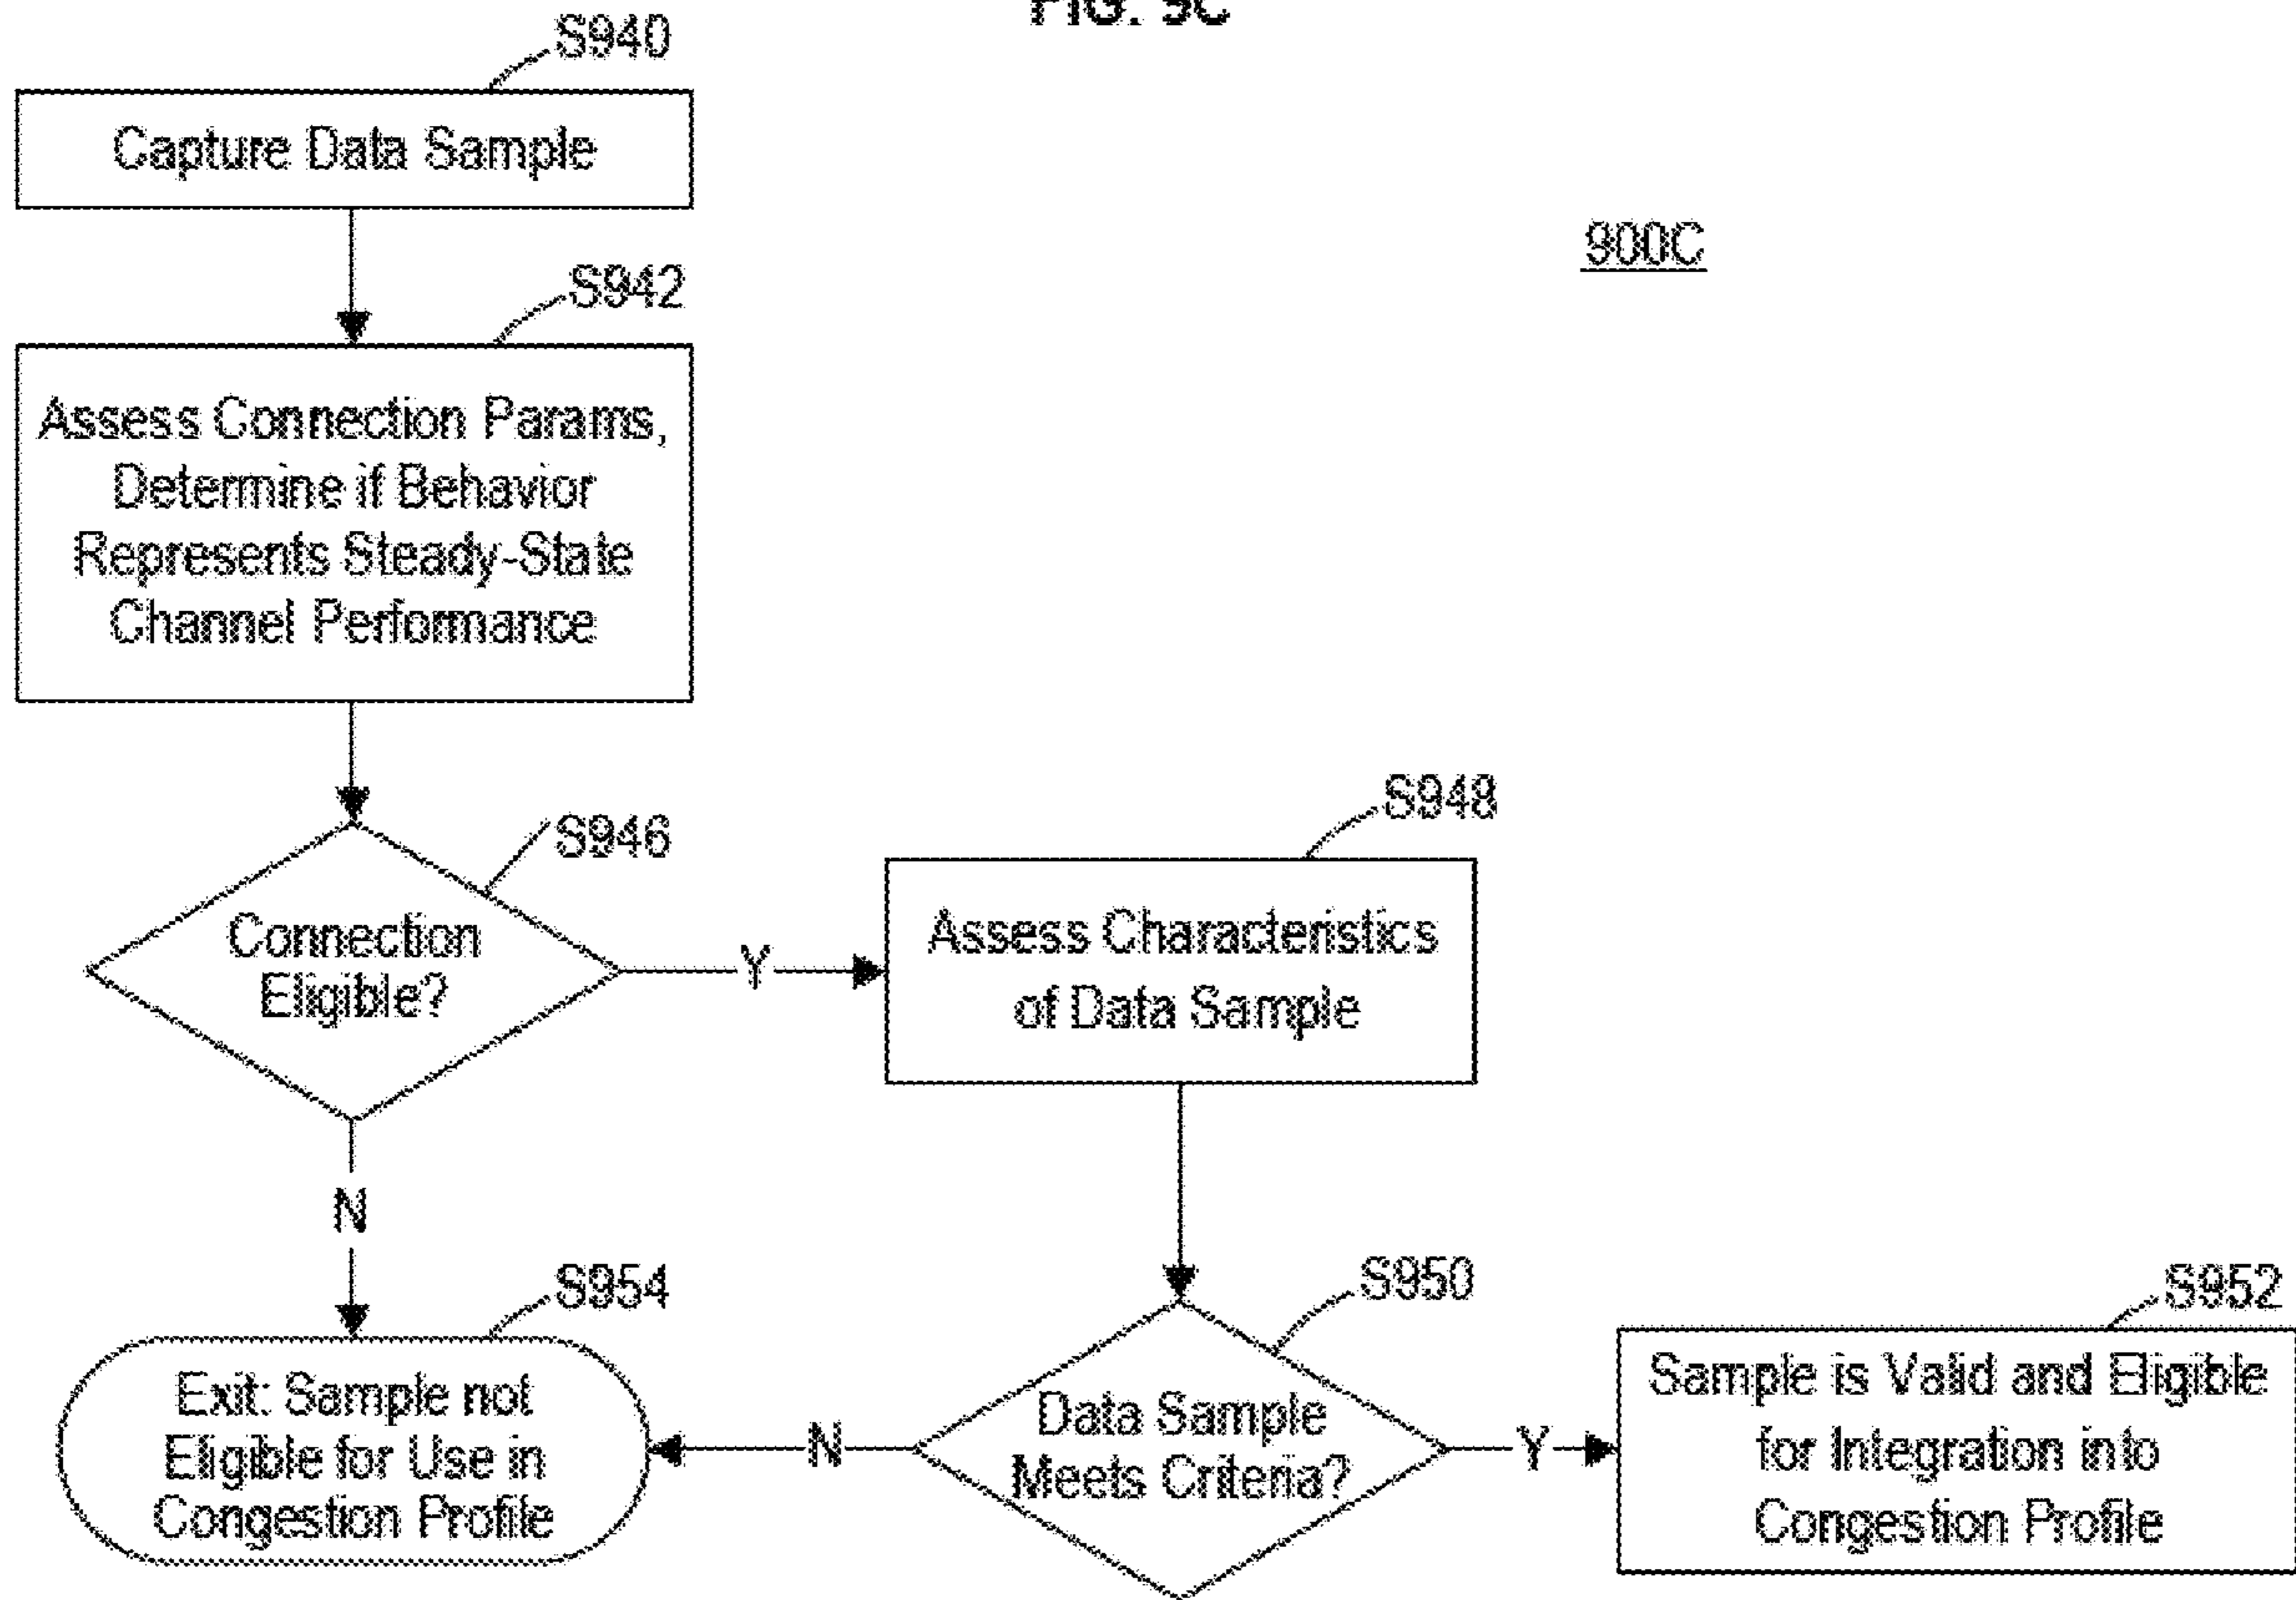 FIG. 9C
S940
Capture Data Sample
900C
S942
Assess Connection Params,
Determine if Behavior
Represents Steady-State
Channel Performance
S946
Connection
Eligible?
Y
S948
Assess Characteristics
of Data Sample
N
S954
Exit: Sample not
Eligible for Use in
Congestion Profile
S950
Data Sample
Meets Criteria?
N
Y
S952
Sample is Valid and Eligible
for Integration into
Congestion Profile